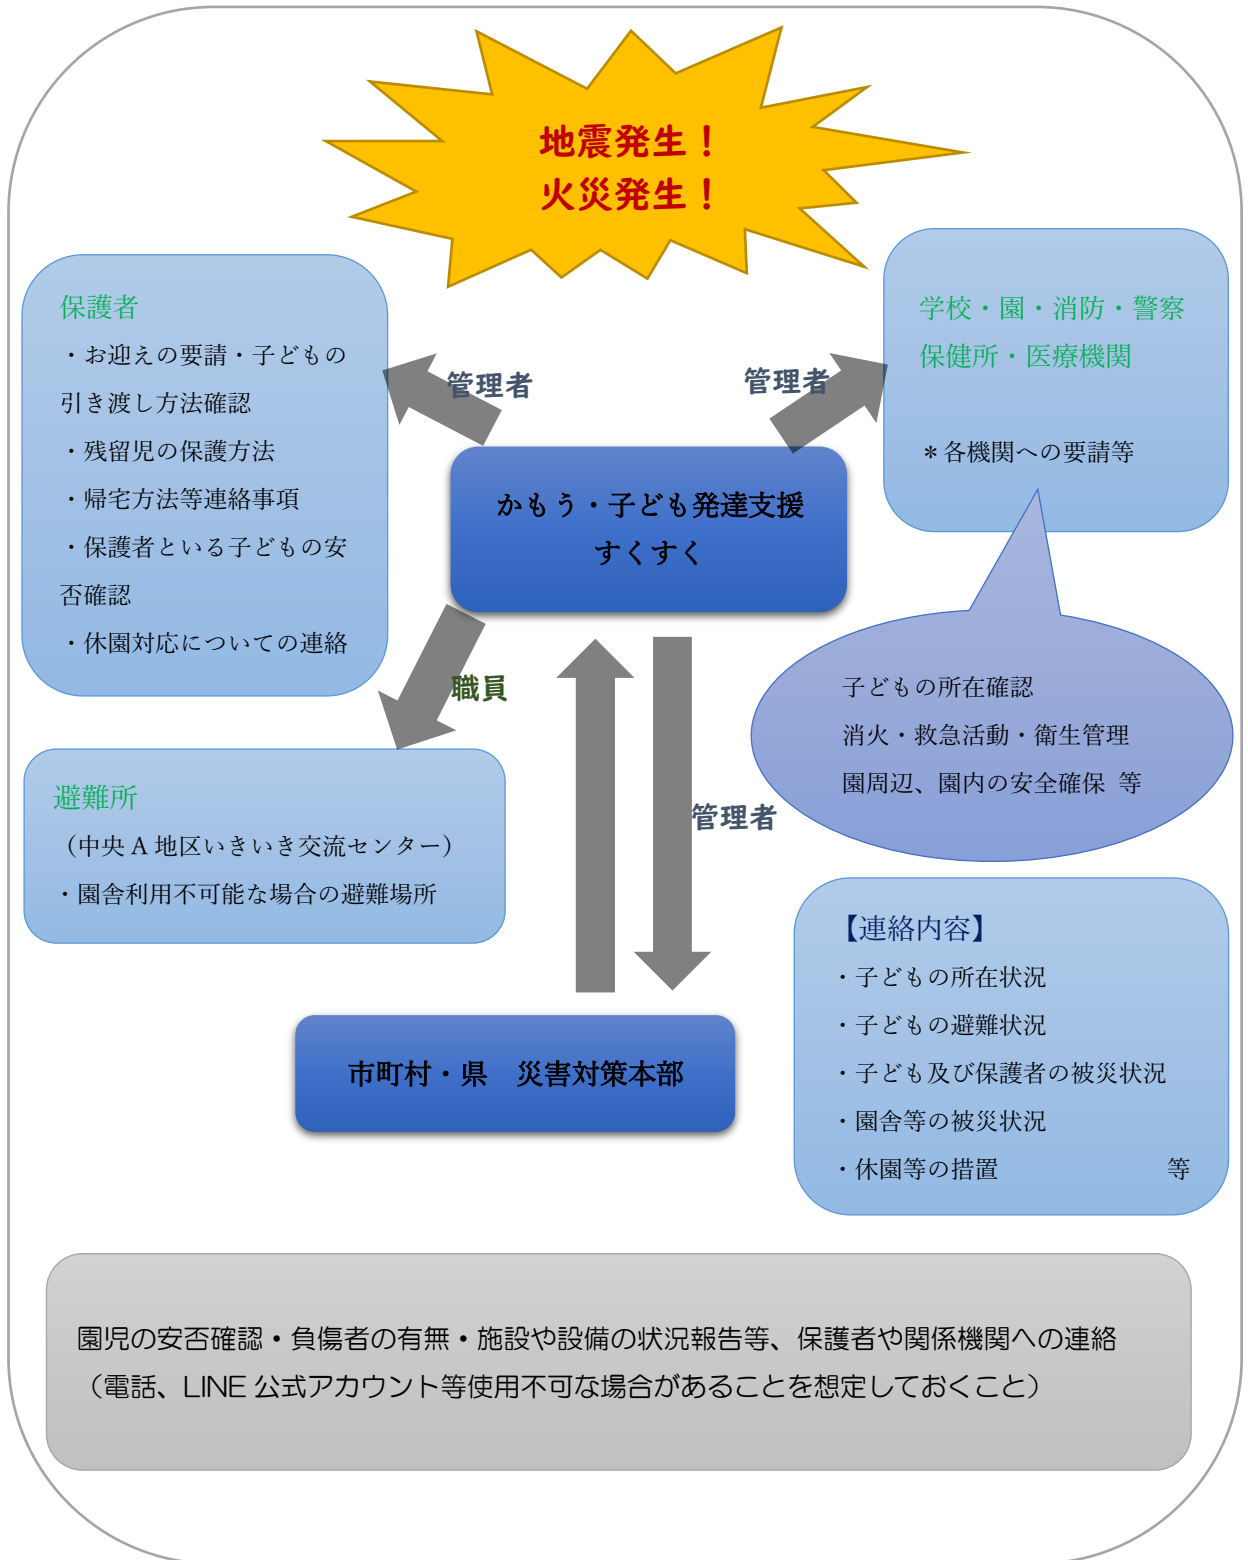 地震発生！
火災発生！
保護者
・お迎えの要請・子どもの
引き渡し方法確認
・残留児の保護方法
・帰宅方法等連絡事項
・保護者といる子どもの安
否確認
・休園対応についての連絡
管理者
管理者
学校・園・消防・警察
保健所・医療機関
＊各機関への要請等
かもう・子ども発達支援
すくすく
子どもの所在確認
消火・救急活動・衛生管理
園周辺、園内の安全確保 等
職員
避難所
（中央 A 地区いきいき交流センター）
・園舎利用不可能な場合の避難場所
管理者
【連絡内容】
・子どもの所在状況
・子どもの避難状況
・子ども及び保護者の被災状況
・園舎等の被災状況
・休園等の措置　　　　　　　等
市町村・県　災害対策本部
園児の安否確認・負傷者の有無・施設や設備の状況報告等、保護者や関係機関への連絡
（電話、LINE 公式アカウント等使用不可な場合があることを想定しておくこと）